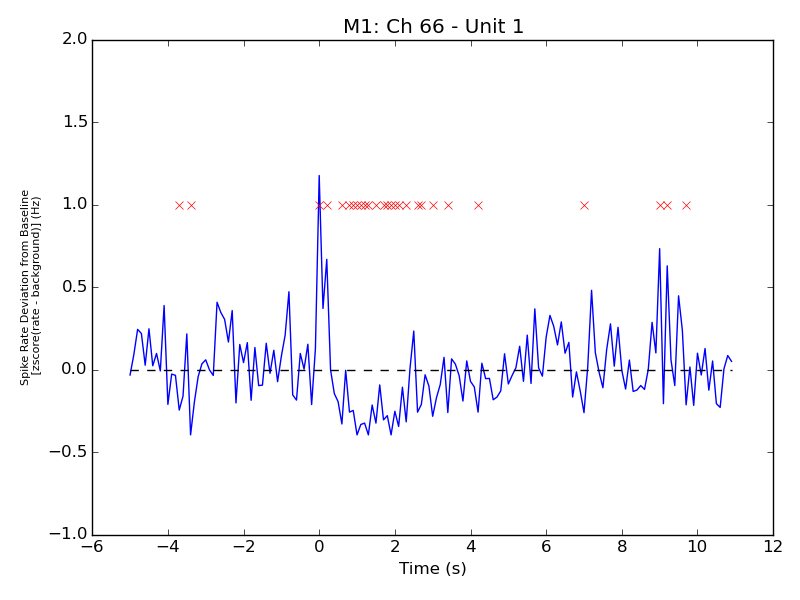 M1: Ch 66 - Unit 1
2.0
1.5
1.0
0.5
0.0
−0.5
−1.0
Spike Rate Deviation from Baseline
[zscore(rate - background)] (Hz)
−6 −4 −2 0 2 4 6 8 10 12
Time (s)